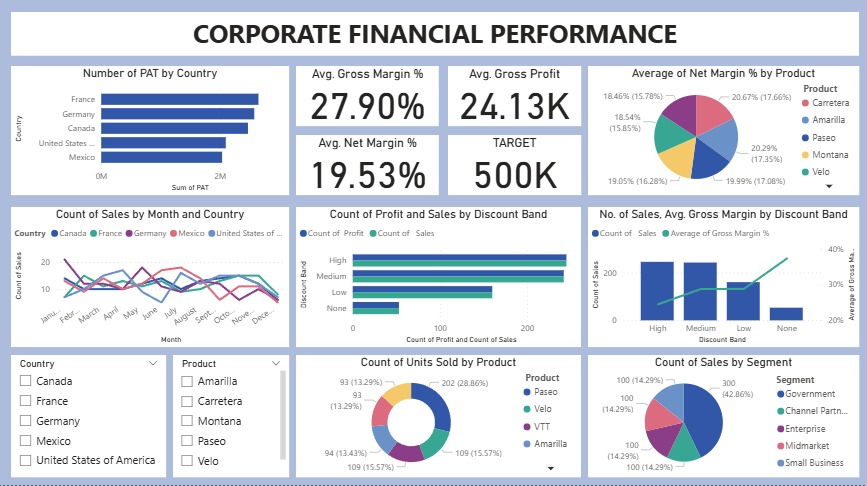 CORPORATE FINANCIAL PERFORMANCE
Number of PAT by Country
Country
France
Germany
Canada
United States ...
Mexico
0M
2M
Sum of PAT
Avg. Gross Margin %
27.90%
Avg. Gross Profit
24.13K
Avg. Net Margin %
19.53%
TARGET
500K
Average of Net Margin % by Product
18.46% (15.78%)
20.67% (17.66%)
18.54%
(15.85%)
20.29%
(17.35%)
19.05% (16.28%)
19.99% (17.08%)
Product
Carretera
Amarilla
Paseo
Montana
Velo
Count of Sales by Month and Country
Country
Canada
France
Germany
Mexico
United States of ...
Count of Sales
20
10
Janu...
Febr...
March
April
May
June
July
August
Sept...
Octo...
Nove...
Dece...
Month
Count of Profit and Sales by Discount Band
Count of Profit
Count of Sales
Discount Band
High
Medium
Low
None
0
100
200
Count of Profit and Count of Sales
No. of Sales, Avg. Gross Margin by Discount Band
Count of Sales
Average of Gross Margin %
Count of Sales
200
0
40%
30%
20%
Average of Gross Ma...
High
Medium
Low
None
Discount Band
Country
Canada
France
Germany
Mexico
United States of America
Product
Amarilla
Carretera
Montana
Paseo
Velo
Count of Units Sold by Product
93 (13.29%)
202 (28.86%)
93
(13.29%)
94 (13.43%)
109 (15.57%)
109 (15.57%)
Product
Paseo
Velo
VTT
Amarilla
Count of Sales by Segment
100 (14.29%)
300
(42.86%)
100
(14.29%)
100
(14.29%)
100 (14.29%)
Segment
Government
Channel Partn...
Enterprise
Midmarket
Small Business